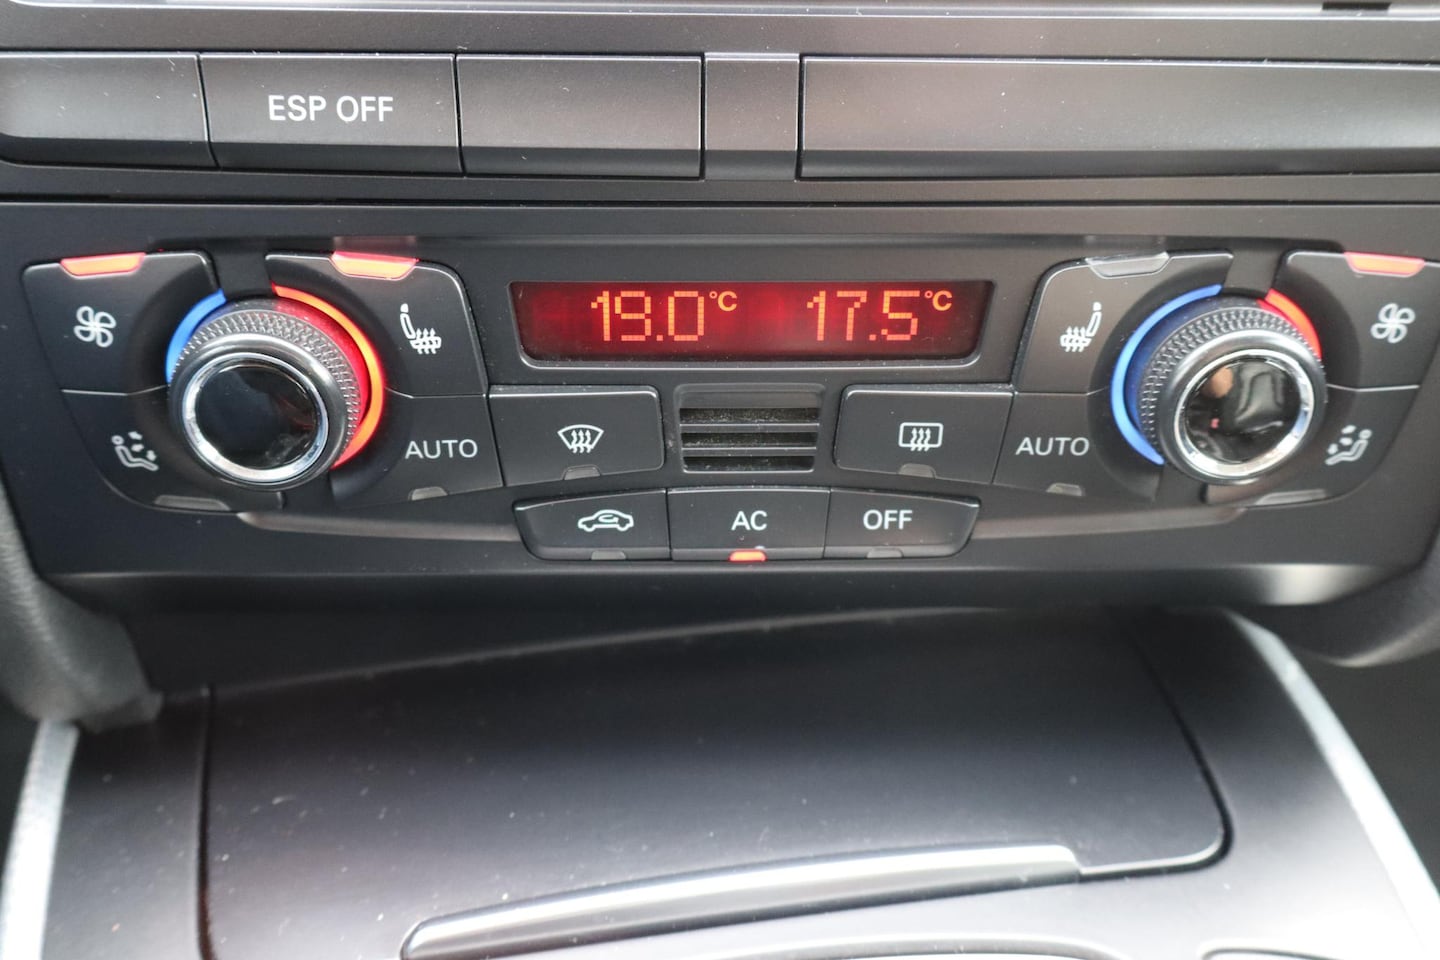 ESP OFF
19.0°C 17.5°C
AUTO AUTO
AC OFF